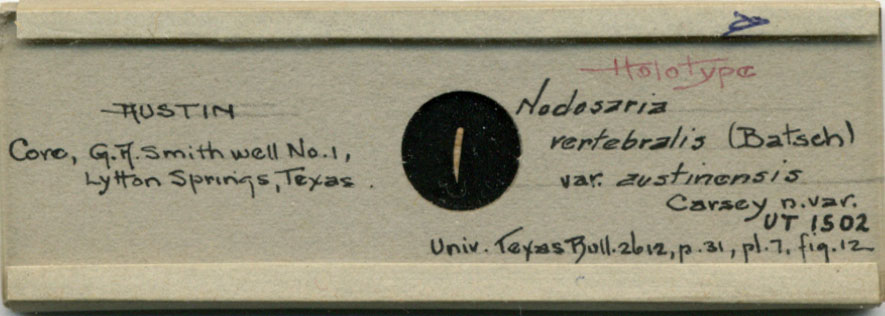 AUSTIN
Core, G.A. Smith well No. 1,
Lytton Springs, Texas.
Holotype
Nodosaria
vertebralis (Batsch)
var. austinensis
Carsey n. var.
UT 1502
Univ. Texas Bull. 2612, p. 31, pl. 7, fig. 12